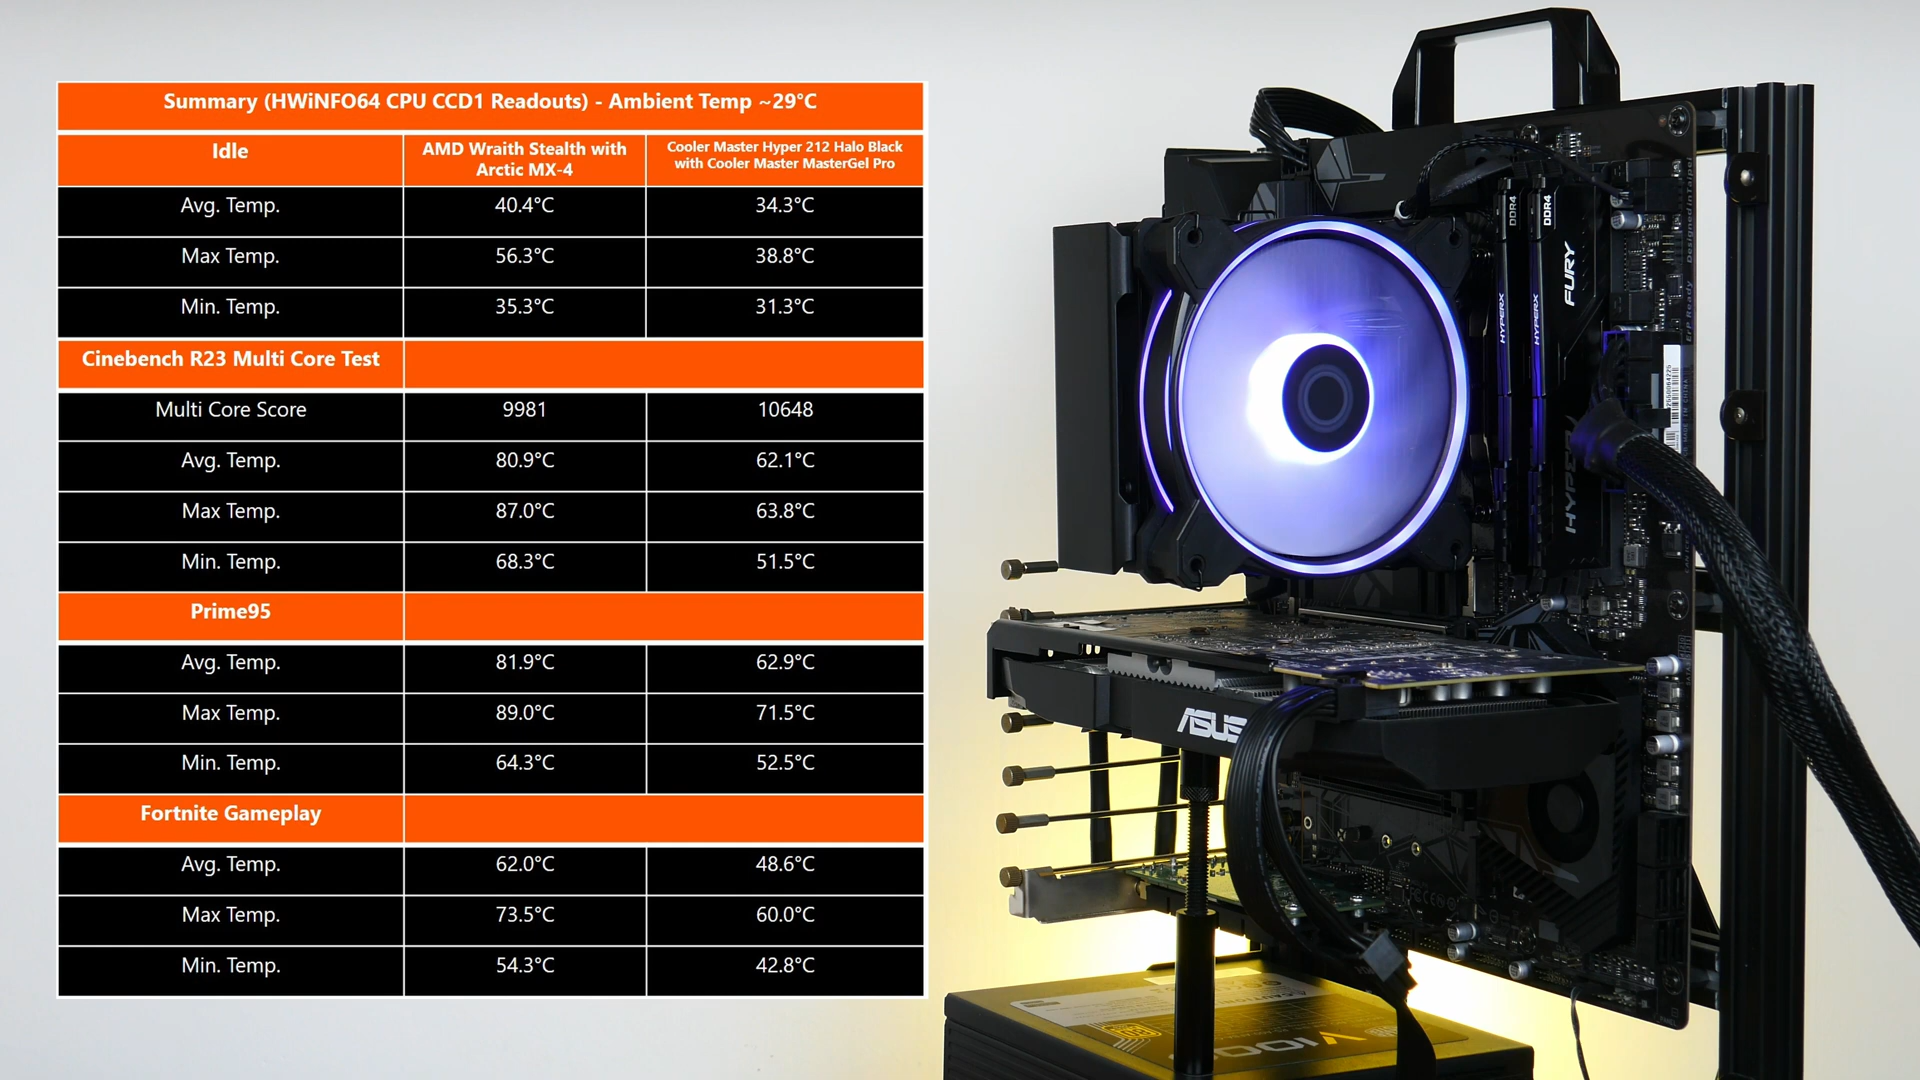 Summary (HWiNFO64 CPU CCD1 Readouts) - Ambient Temp ~29°C
Idle
AMD Wraith Stealth with
Arctic MX-4
Cooler Master Hyper 212 Halo Black
with Cooler Master MasterGel Pro
Avg. Temp. 40.4°C 34.3°C
Max Temp. 56.3°C 38.8°C
Min. Temp. 35.3°C 31.3°C
Cinebench R23 Multi Core Test
Multi Core Score 9981 10648
Avg. Temp. 80.9°C 62.1°C
Max Temp. 87.0°C 63.8°C
Min. Temp. 68.3°C 51.5°C
Prime95
Avg. Temp. 81.9°C 62.9°C
Max Temp. 89.0°C 71.5°C
Min. Temp. 64.3°C 52.5°C
Fortnite Gameplay
Avg. Temp. 62.0°C 48.6°C
Max Temp. 73.5°C 60.0°C
Min. Temp. 54.3°C 42.8°C
DDR4
DDR4
FURY
HYPERX
HYPERX
HYPERX
Designed in Taipei
ErP Ready
ASUS